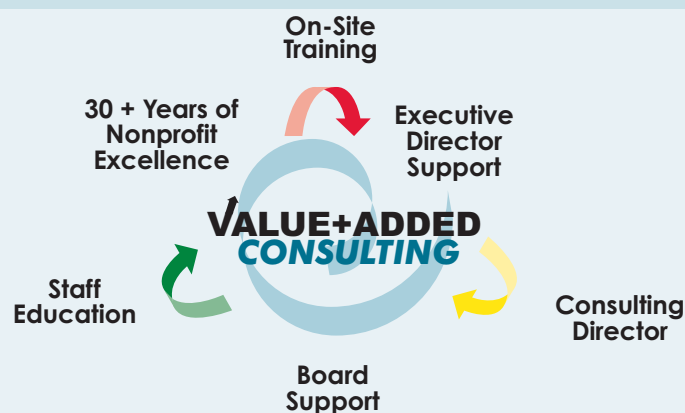 On-Site
Training
30 + Years of
Nonprofit
Excellence
Executive
Director
Support
VALUE+ADDED
CONSULTING
Staff
Education
Consulting
Director
Board
Support